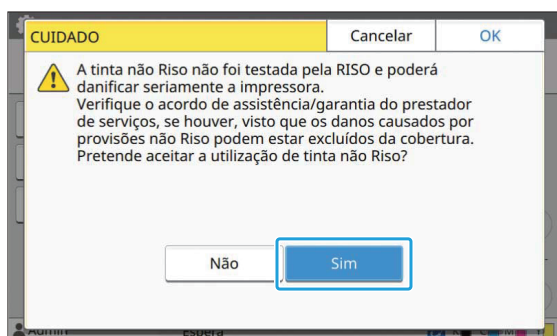 CUIDADO
Cancelar
OK
A tinta não Riso não foi testada pela RISO e poderá
danificar seriamente a impressora.
Verifique o acordo de assistência/garantia do prestador
de serviços, se houver, visto que os danos causados por
provisões não Riso podem estar excluídos da cobertura.
Pretende aceitar a utilização de tinta não Riso?
Não
Sim
Admin
Espera